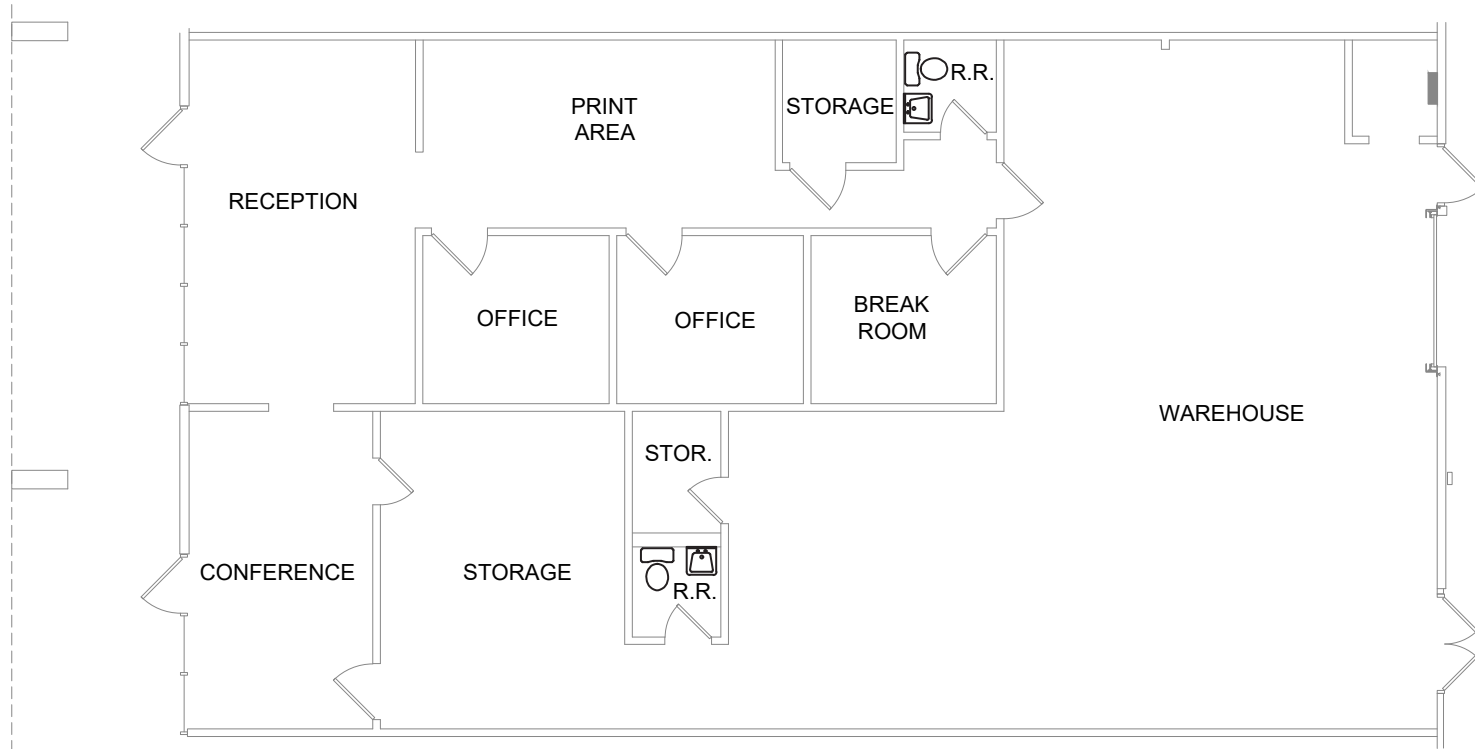 PRINT
AREA
STORAGE
R.R.
RECEPTION
OFFICE
OFFICE
BREAK
ROOM
WAREHOUSE
STOR.
CONFERENCE
STORAGE
R.R.